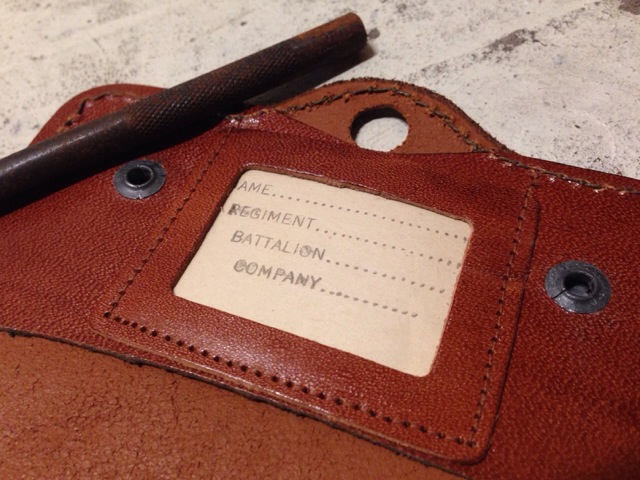 AME....................
REGIMENT..................
BATTALION................
COMPANY.............